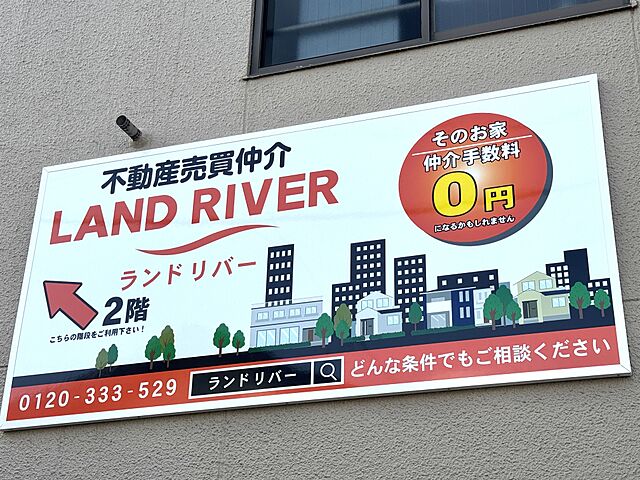 不動産売買仲介
LAND RIVER
ランドリバー
2階
こちらの階段をご利用下さい！
そのお家
仲介手数料
0円
になるかもしれません
0120-333-529
ランドリバー
どんな条件でもご相談ください